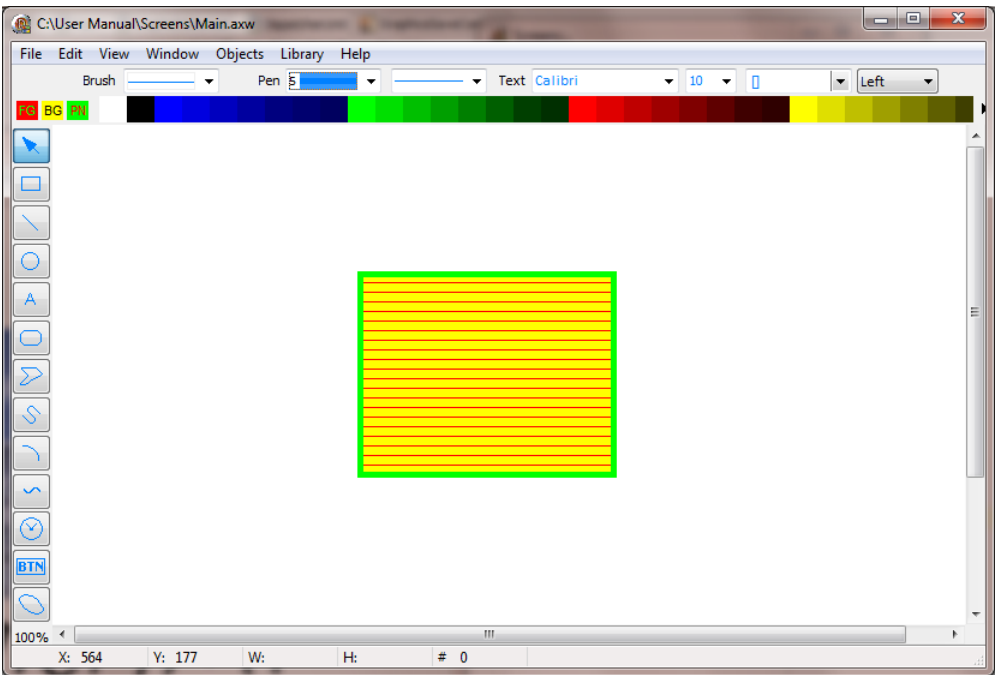 C:\User Manual\Screens\Main.axw
File Edit View Window Objects Library Help
Brush Pen 5 Text Calibri 10 [] Left
FG BG PN
A
BTN
100%
X: 564 Y: 177 W: H: # 0